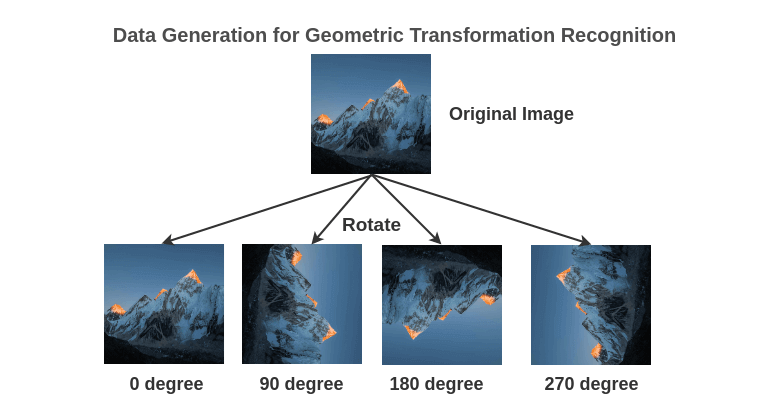 Data Generation for Geometric Transformation Recognition
Original Image
Rotate
0 degree
90 degree
180 degree
270 degree